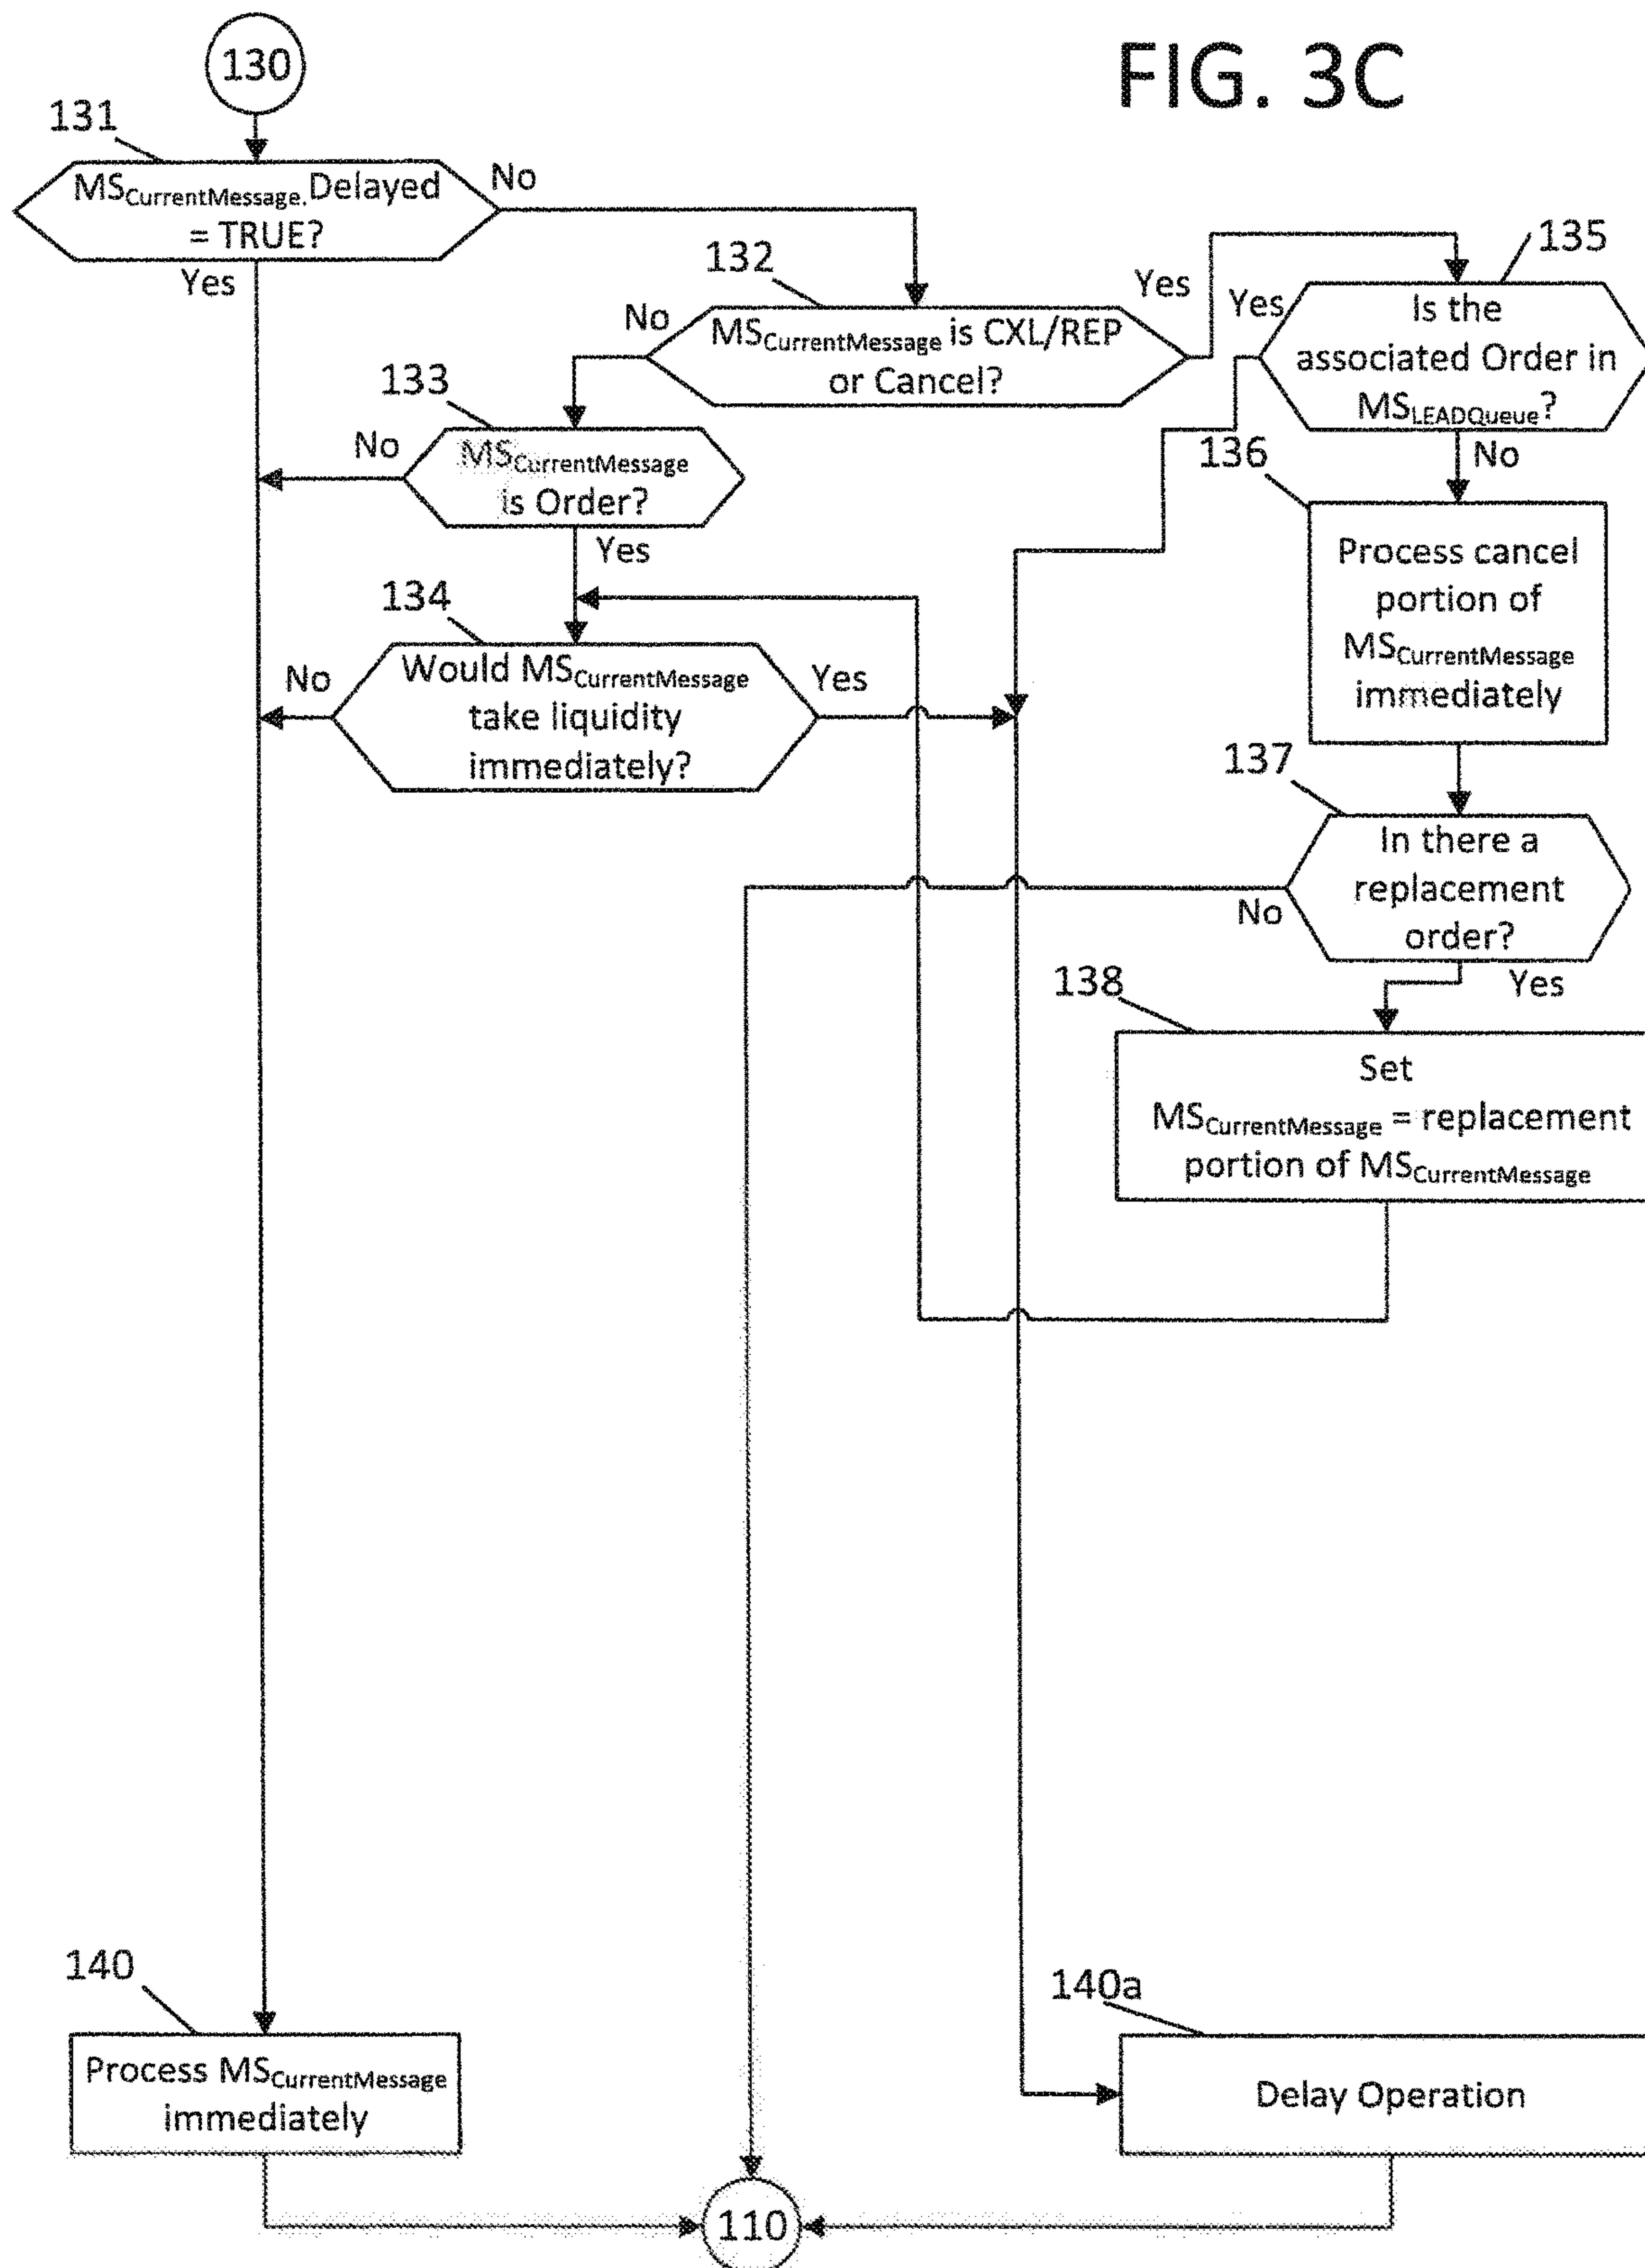 FIG. 3C
130
131
MSCurrentMessage.Delayed
= TRUE?
No
Yes
132
MSCurrentMessage is CXL/REP
or Cancel?
No
Yes
135
Is the
associated Order in
MSLEADQueue?
Yes
No
133
MSCurrentMessage
is Order?
No
Yes
136
Process cancel
portion of
MSCurrentMessage
immediately
134
Would MSCurrentMessage
take liquidity
immediately?
No
Yes
137
In there a
replacement
order?
No
Yes
138
Set
MSCurrentMessage = replacement
portion of MSCurrentMessage
140
Process MSCurrentMessage
immediately
140a
Delay Operation
110